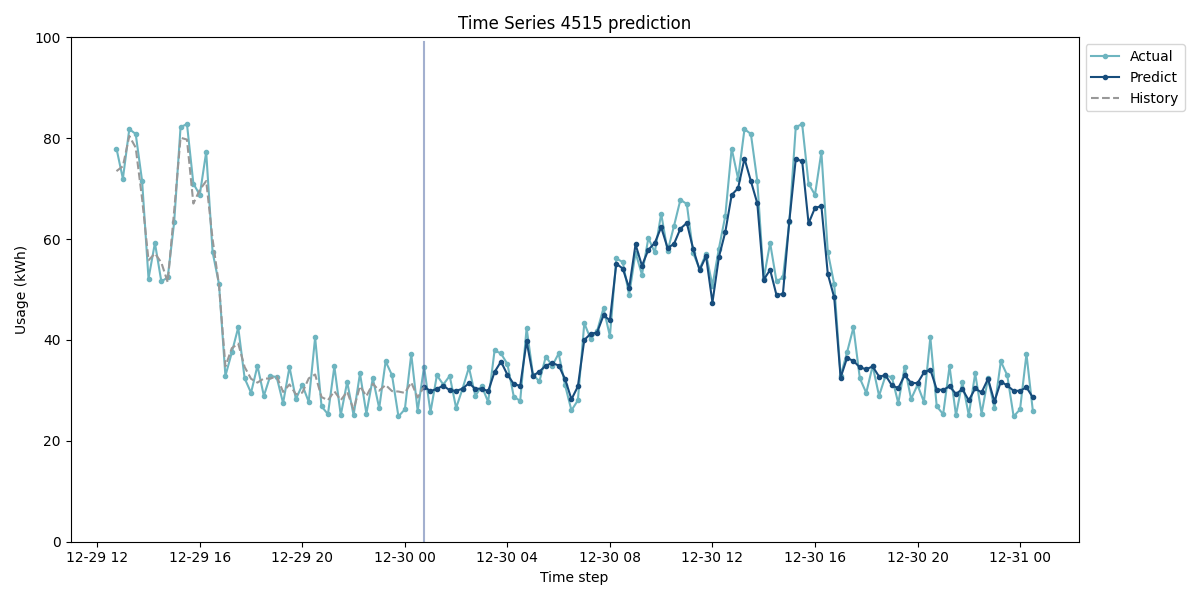 Time Series 4515 prediction
100
80
60
40
20
0
Usage (kWh)
12-29 12
12-29 16
12-29 20
12-30 00
12-30 04
12-30 08
12-30 12
12-30 16
12-30 20
12-31 00
Time step
Actual
Predict
History